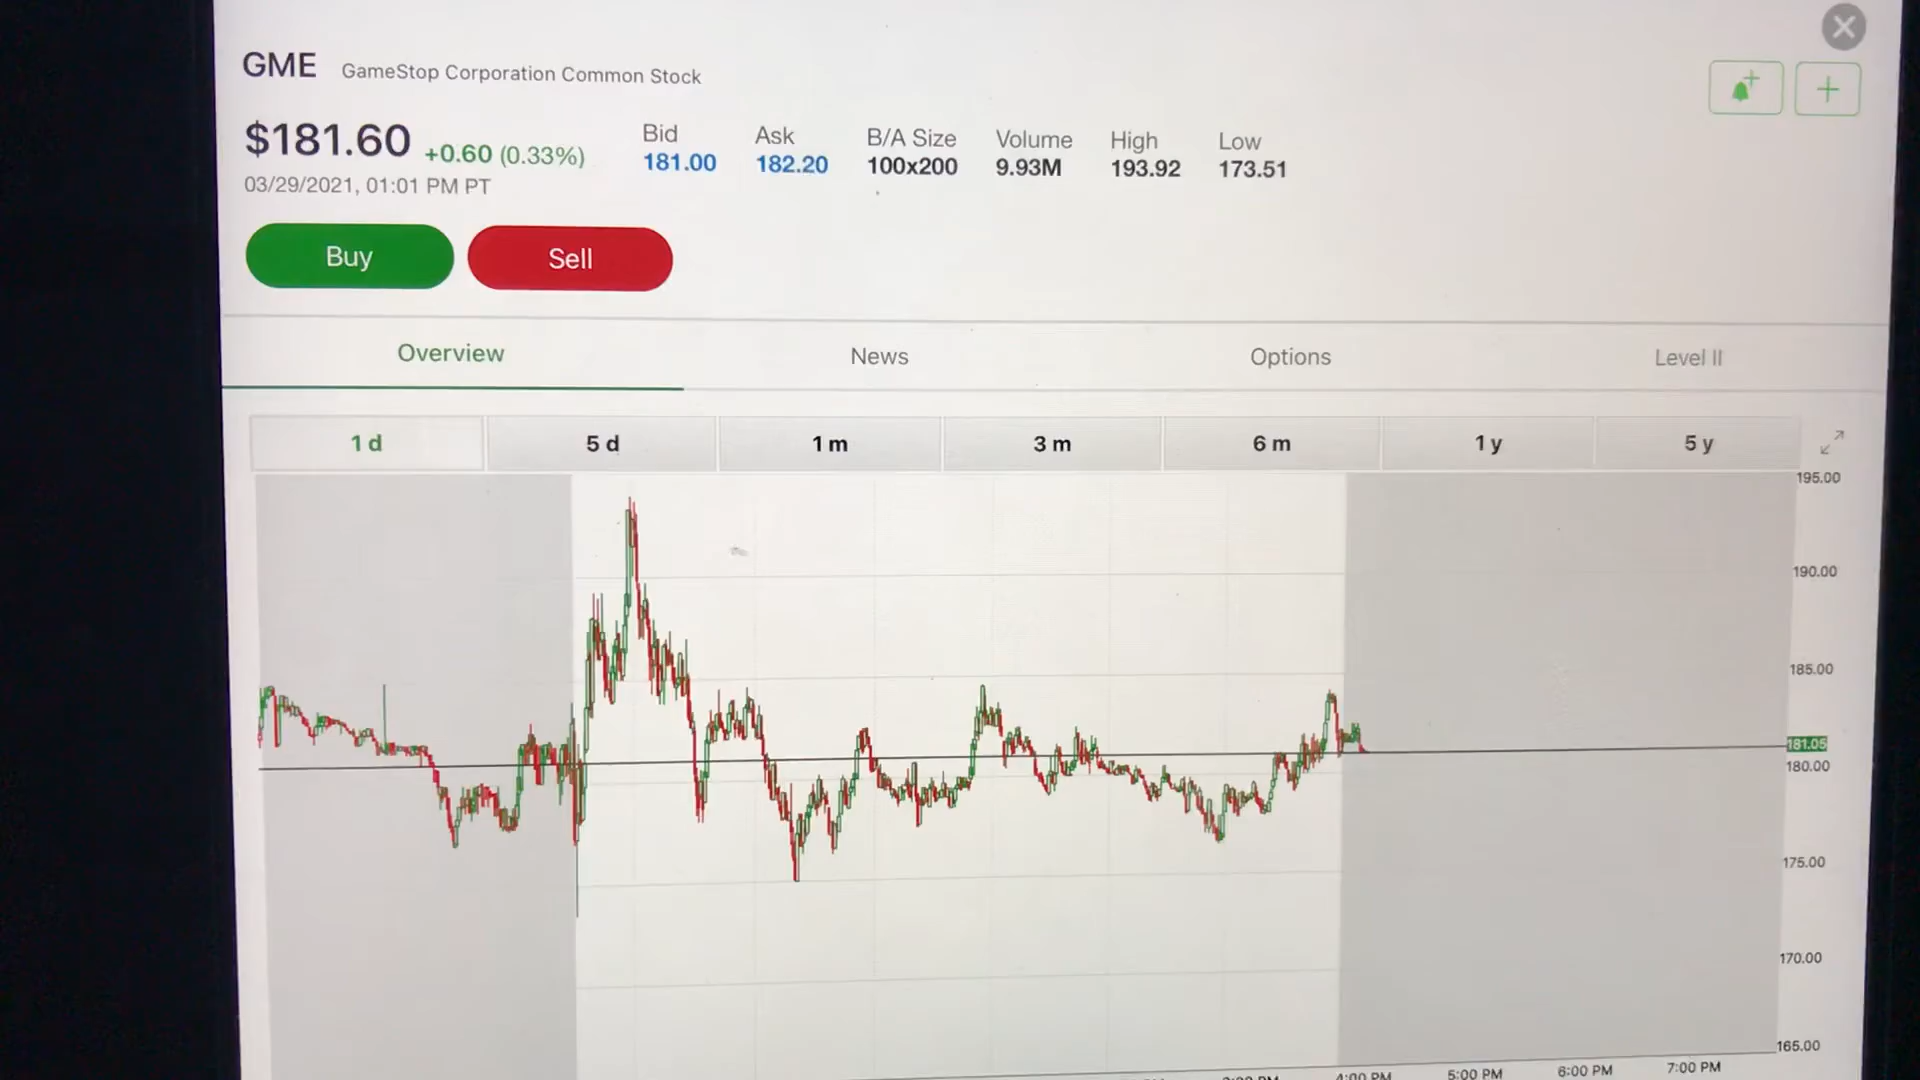 GME GameStop Corporation Common Stock
$181.60 +0.60 (0.33%)
03/29/2021, 01:01 PM PT
Bid Ask B/A Size Volume High Low
181.00 182.20 100x200 9.93M 193.92 173.51
Buy Sell
Overview News Options Level II
1 d 5 d 1 m 3 m 6 m 1 y 5 y
195.00
190.00
185.00
181.05
180.00
175.00
170.00
165.00
4:00 PM 5:00 PM 6:00 PM 7:00 PM